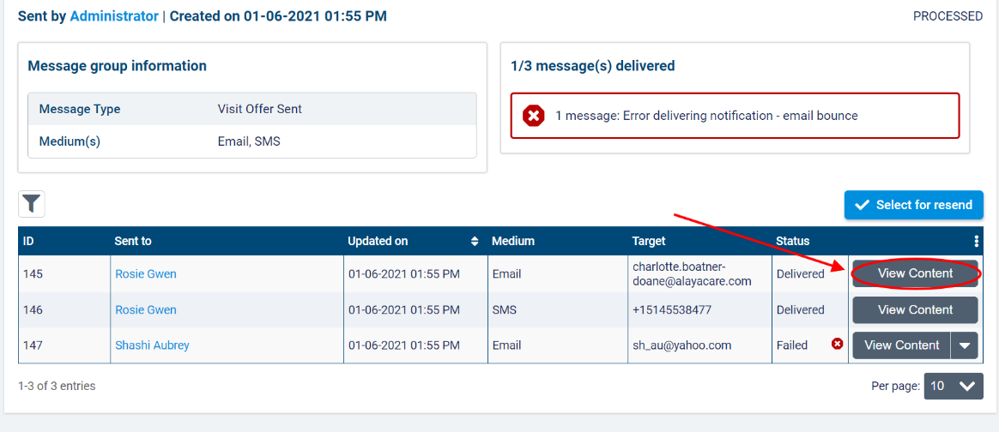 Sent by Administrator | Created on 01-06-2021 01:55 PM PROCESSED
Message group information
Message Type Visit Offer Sent
Medium(s) Email, SMS
1/3 message(s) delivered
1 message: Error delivering notification - email bounce
Select for resend
ID Sent to Updated on Medium Target Status
145 Rosie Gwen 01-06-2021 01:55 PM Email charlotte.boatner-
doane@alayacare.com Delivered View Content
146 Rosie Gwen 01-06-2021 01:55 PM SMS +15145538477 Delivered View Content
147 Shashi Aubrey 01-06-2021 01:55 PM Email sh_au@yahoo.com Failed View Content
1-3 of 3 entries Per page: 10